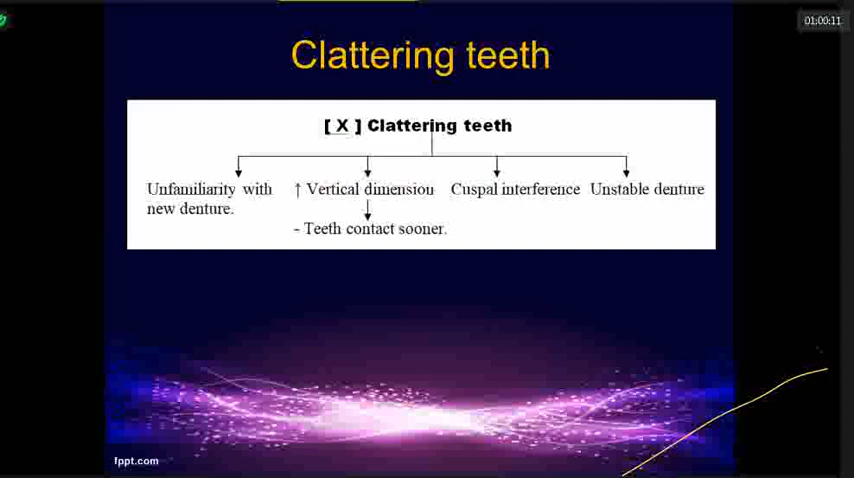 01:00:11
Clattering teeth
[ X ] Clattering teeth
Unfamiliarity with
new denture.
↑ Vertical dimension
- Teeth contact sooner.
Cuspal interference
Unstable denture
fppt.com